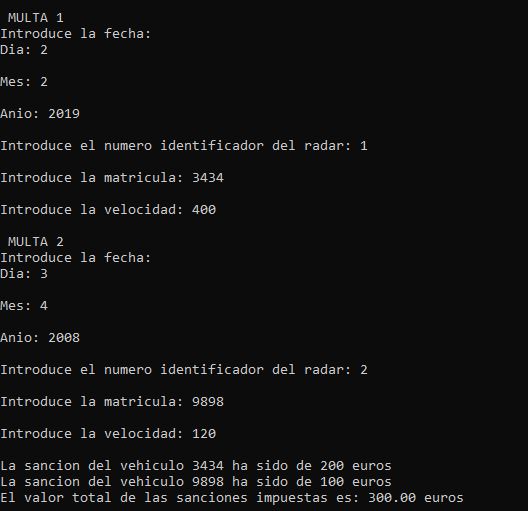 MULTA 1
Introduce la fecha:
Dia: 2
Mes: 2
Anio: 2019
Introduce el numero identificador del radar: 1
Introduce la matricula: 3434
Introduce la velocidad: 400
MULTA 2
Introduce la fecha:
Dia: 3
Mes: 4
Anio: 2008
Introduce el numero identificador del radar: 2
Introduce la matricula: 9898
Introduce la velocidad: 120
La sancion del vehiculo 3434 ha sido de 200 euros
La sancion del vehiculo 9898 ha sido de 100 euros
El valor total de las sanciones impuestas es: 300.00 euros